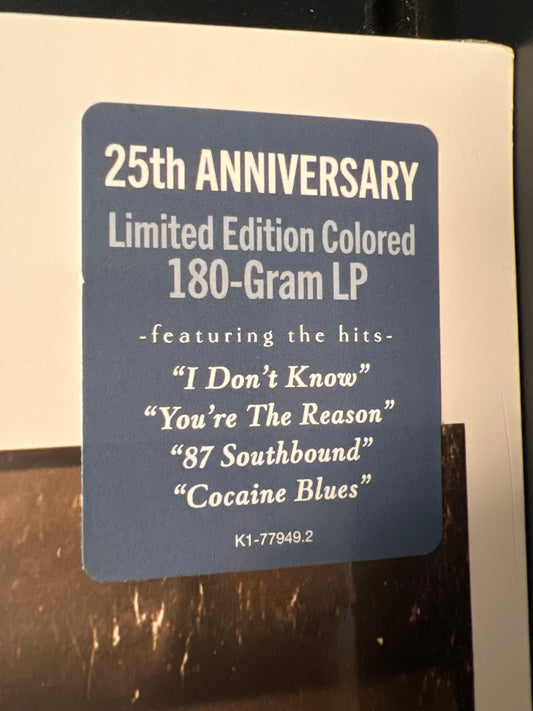 25th ANNIVERSARY
Limited Edition Colored
180-Gram LP
-featuring the hits-
“I Don’t Know”
“You’re The Reason”
“87 Southbound”
“Cocaine Blues”
K1-77949.2